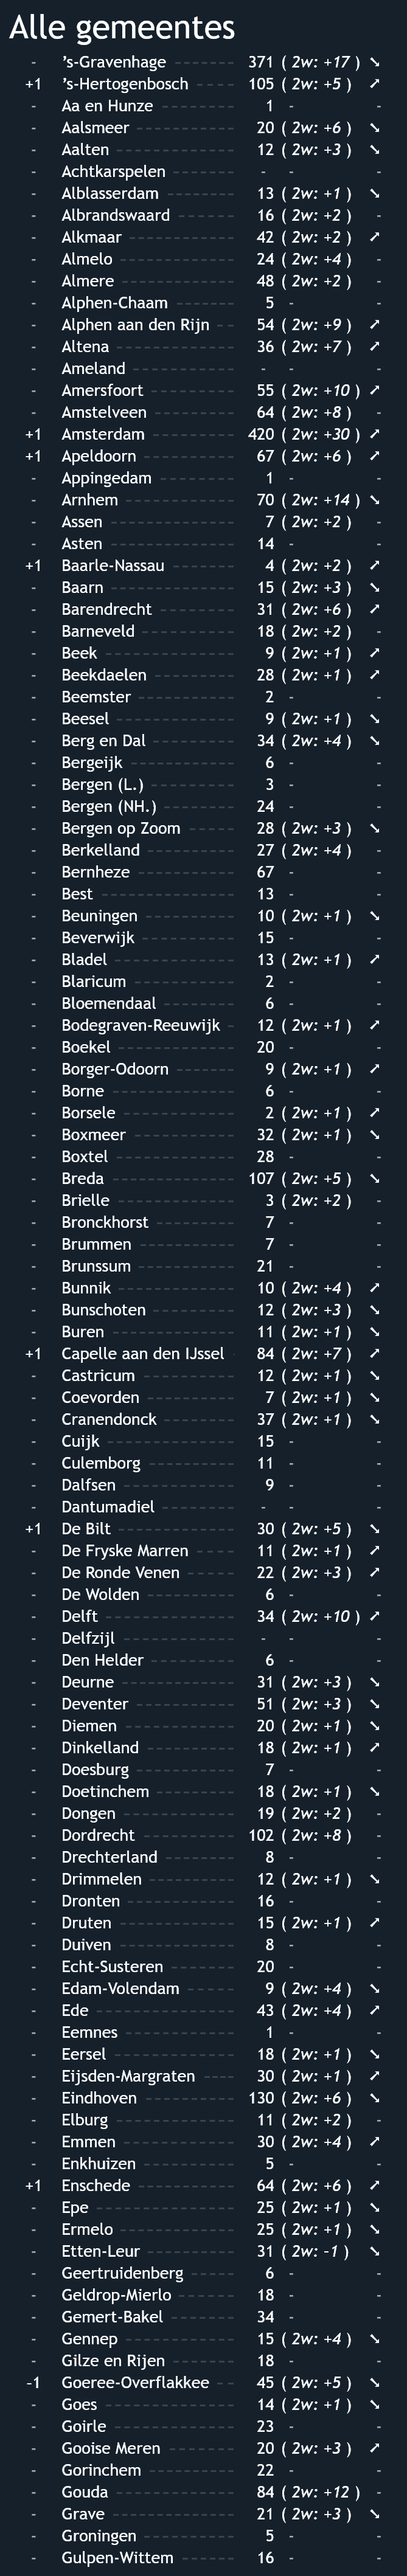 Alle gemeentes
- 's-Gravenhage 371 ( 2w: +17 ) ➘
+1 's-Hertogenbosch 105 ( 2w: +5 ) ➚
- Aa en Hunze 1 - -
- Aalsmeer 20 ( 2w: +6 ) ➘
- Aalten 12 ( 2w: +3 ) ➘
- Achtkarspelen - - -
- Alblasserdam 13 ( 2w: +1 ) ➘
- Albrandswaard 16 ( 2w: +2 ) -
- Alkmaar 42 ( 2w: +2 ) ➚
- Almelo 24 ( 2w: +4 ) -
- Almere 48 ( 2w: +2 ) -
- Alphen-Chaam 5 - -
- Alphen aan den Rijn 54 ( 2w: +9 ) ➚
- Altena 36 ( 2w: +7 ) ➚
- Ameland - - -
- Amersfoort 55 ( 2w: +10 ) ➚
- Amstelveen 64 ( 2w: +8 ) -
+1 Amsterdam 420 ( 2w: +30 ) ➚
+1 Apeldoorn 67 ( 2w: +6 ) ➚
- Appingedam 1 - -
- Arnhem 70 ( 2w: +14 ) ➘
- Assen 7 ( 2w: +2 ) -
- Asten 14 - -
+1 Baarle-Nassau 4 ( 2w: +2 ) ➚
- Baarn 15 ( 2w: +3 ) ➘
- Barendrecht 31 ( 2w: +6 ) ➚
- Barneveld 18 ( 2w: +2 ) -
- Beek 9 ( 2w: +1 ) ➚
- Beekdaelen 28 ( 2w: +1 ) ➚
- Beemster 2 - -
- Beesel 9 ( 2w: +1 ) ➘
- Berg en Dal 34 ( 2w: +4 ) ➘
- Bergeijk 6 - -
- Bergen (L.) 3 - -
- Bergen (NH.) 24 - -
- Bergen op Zoom 28 ( 2w: +3 ) ➘
- Berkelland 27 ( 2w: +4 ) -
- Bernheze 67 - -
- Best 13 - -
- Beuningen 10 ( 2w: +1 ) ➘
- Beverwijk 15 - -
- Bladel 13 ( 2w: +1 ) ➚
- Blaricum 2 - -
- Bloemendaal 6 - -
- Bodegraven-Reeuwijk 12 ( 2w: +1 ) ➚
- Boekel 20 - -
- Borger-Odoorn 9 ( 2w: +1 ) ➚
- Borne 6 - -
- Borsele 2 ( 2w: +1 ) ➚
- Boxmeer 32 ( 2w: +1 ) ➘
- Boxtel 28 - -
- Breda 107 ( 2w: +5 ) ➘
- Brielle 3 ( 2w: +2 ) -
- Bronckhorst 7 - -
- Brummen 7 - -
- Brunssum 21 - -
- Bunnik 10 ( 2w: +4 ) ➚
- Bunschoten 12 ( 2w: +3 ) ➘
- Buren 11 ( 2w: +1 ) ➘
+1 Capelle aan den IJssel 84 ( 2w: +7 ) ➚
- Castricum 12 ( 2w: +1 ) ➘
- Coevorden 7 ( 2w: +1 ) ➘
- Cranendonck 37 ( 2w: +1 ) ➘
- Cuijk 15 - -
- Culemborg 11 - -
- Dalfsen 9 - -
- Dantumadiel - - -
+1 De Bilt 30 ( 2w: +5 ) ➘
- De Fryske Marren 11 ( 2w: +1 ) ➚
- De Ronde Venen 22 ( 2w: +3 ) ➚
- De Wolden 6 - -
- Delft 34 ( 2w: +10 ) ➚
- Delfzijl - - -
- Den Helder 6 - -
- Deurne 31 ( 2w: +3 ) ➘
- Deventer 51 ( 2w: +3 ) ➘
- Diemen 20 ( 2w: +1 ) ➘
- Dinkelland 18 ( 2w: +1 ) ➚
- Doesburg 7 - -
- Doetinchem 18 ( 2w: +1 ) ➘
- Dongen 19 ( 2w: +2 ) -
- Dordrecht 102 ( 2w: +8 ) -
- Drechterland 8 - -
- Drimmelen 12 ( 2w: +1 ) ➘
- Dronten 16 - -
- Druten 15 ( 2w: +1 ) ➚
- Duiven 8 - -
- Echt-Susteren 20 - -
- Edam-Volendam 9 ( 2w: +4 ) ➘
- Ede 43 ( 2w: +4 ) ➚
- Eemnes 1 - -
- Eersel 18 ( 2w: +1 ) ➘
- Eijsden-Margraten 30 ( 2w: +1 ) ➚
- Eindhoven 130 ( 2w: +6 ) ➘
- Elburg 11 ( 2w: +2 ) -
- Emmen 30 ( 2w: +4 ) ➚
- Enkhuizen 5 - -
+1 Enschede 64 ( 2w: +6 ) ➚
- Epe 25 ( 2w: +1 ) ➘
- Ermelo 25 ( 2w: +1 ) ➘
- Etten-Leur 31 ( 2w: -1 ) ➘
- Geertruidenberg 6 - -
- Geldrop-Mierlo 18 - -
- Gemert-Bakel 34 - -
- Gennep 15 ( 2w: +4 ) ➘
- Gilze en Rijen 18 - -
-1 Goeree-Overflakkee 45 ( 2w: +5 ) ➘
- Goes 14 ( 2w: +1 ) ➘
- Goirle 23 - -
- Gooise Meren 20 ( 2w: +3 ) ➚
- Gorinchem 22 - -
- Gouda 84 ( 2w: +12 ) -
- Grave 21 ( 2w: +3 ) ➘
- Groningen 5 - -
- Gulpen-Wittem 16 - -